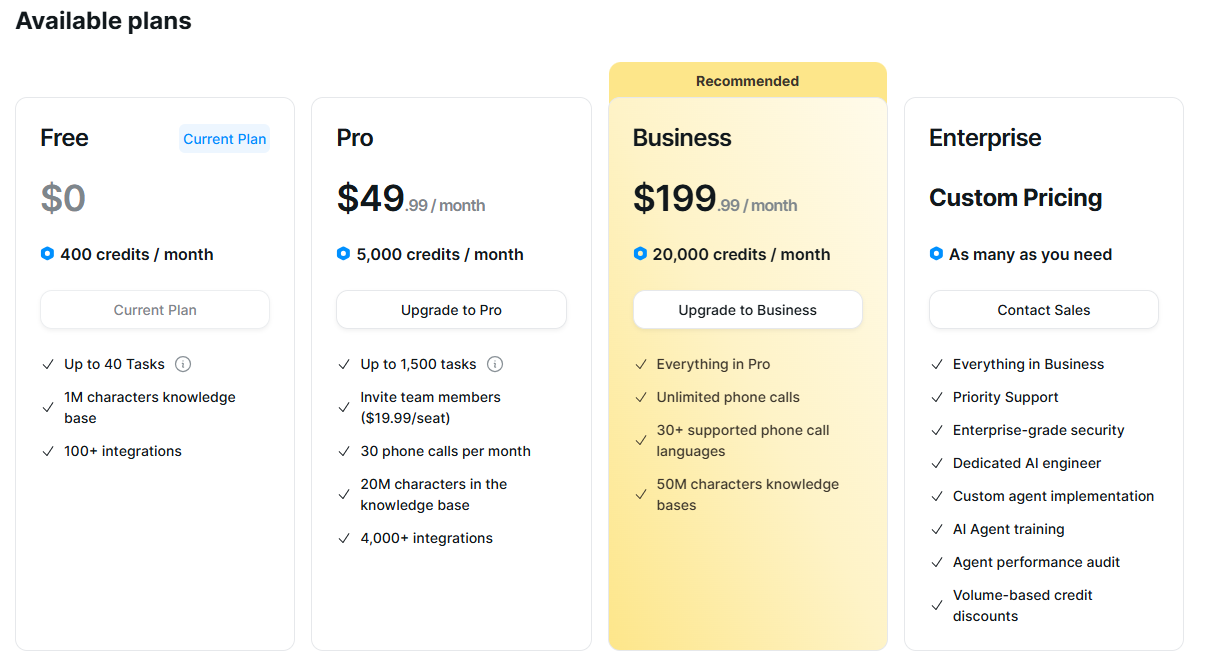 Available plans
Free
Current Plan
$0
400 credits / month
Current Plan
Up to 40 Tasks
1M characters knowledge
base
100+ integrations
Pro
$49.99 / month
5,000 credits / month
Upgrade to Pro
Up to 1,500 tasks
Invite team members
($19.99/seat)
30 phone calls per month
20M characters in the
knowledge base
4,000+ integrations
Recommended
Business
$199.99 / month
20,000 credits / month
Upgrade to Business
Everything in Pro
Unlimited phone calls
30+ supported phone call
languages
50M characters knowledge
bases
Enterprise
Custom Pricing
As many as you need
Contact Sales
Everything in Business
Priority Support
Enterprise-grade security
Dedicated AI engineer
Custom agent implementation
AI Agent training
Agent performance audit
Volume-based credit
discounts